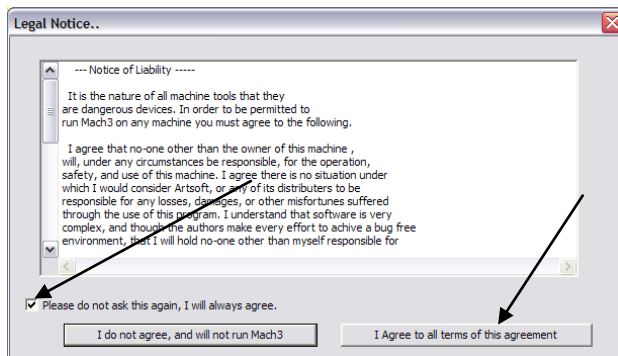 Legal Notice..
--- Notice of Liability -----
It is the nature of all machine tools that they
are dangerous devices. In order to be permitted to
run Mach3 on any machine you must agree to the following.
I agree that no-one other than the owner of this machine ,
will, under any circumstances be responsible, for the operation,
safety, and use of this machine. I agree there is no situation under
which I would consider Artsoft, or any of its distributers to be
responsible for any losses, damages, or other misfortunes suffered
through the use of this program. I understand that software is very
complex, and though the authors make every effort to achive a bug free
environment, that I will hold no-one other than myself responsible for
Please do not ask this again, I will always agree.
I do not agree, and will not run Mach3
I Agree to all terms of this agreement